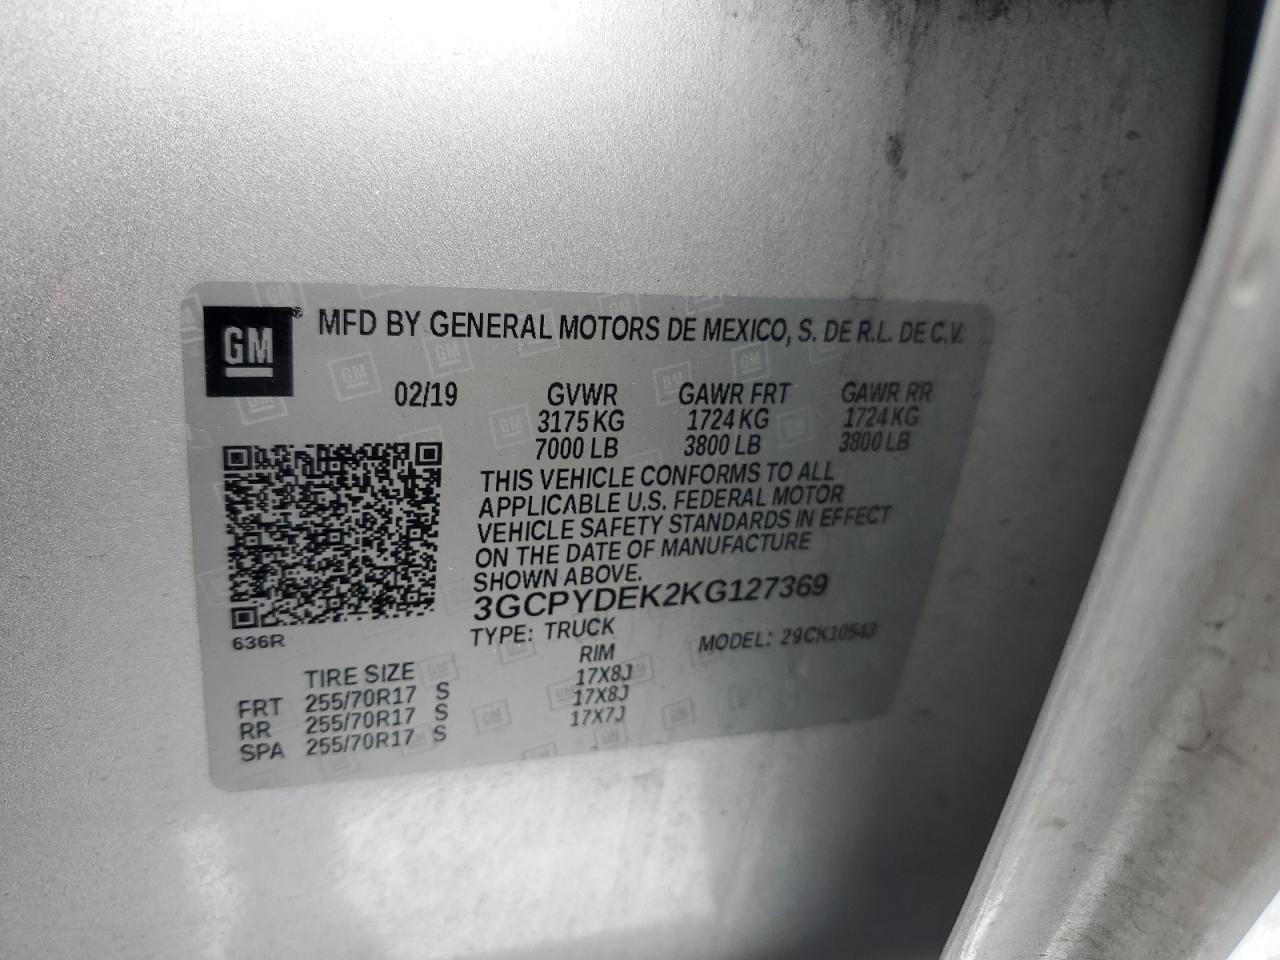 GM® MFD BY GENERAL MOTORS DE MEXICO, S. DE R.L. DE C.V.
02/19 GVWR GAWR FRT GAWR RR
3175 KG 1724 KG 1724 KG
7000 LB 3800 LB 3800 LB
THIS VEHICLE CONFORMS TO ALL
APPLICABLE U.S. FEDERAL MOTOR
VEHICLE SAFETY STANDARDS IN EFFECT
ON THE DATE OF MANUFACTURE
SHOWN ABOVE.
3GCPYDEK2KG127369
636R TYPE: TRUCK MODEL: 29CK10543
TIRE SIZE RIM
FRT 255/70R17 S 17X8J
RR 255/70R17 S 17X8J
SPA 255/70R17 S 17X7J